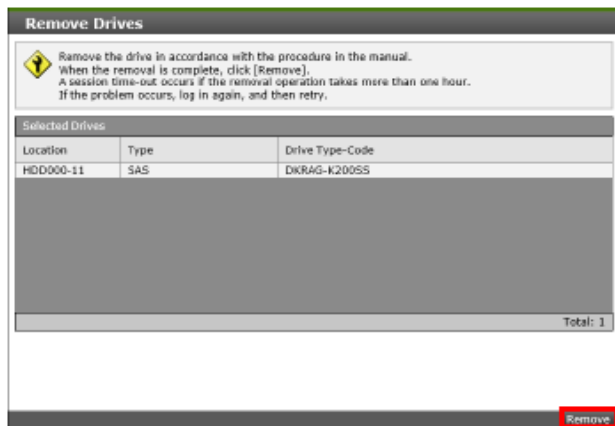 Remove Drives
Remove the drive in accordance with the procedure in the manual.
When the removal is complete, click [Remove].
A session time-out occurs if the removal operation takes more than one hour.
If the problem occurs, log in again, and then retry.
Selected Drives
Location Type Drive Type-Code
HDD000-11 SAS DKRAG-K200SS
Total: 1
Remove